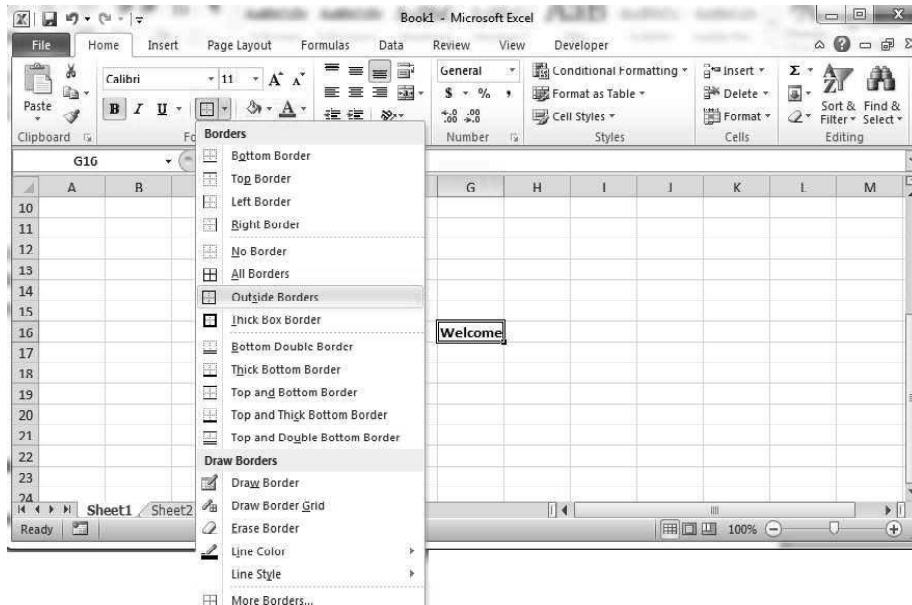 Book1 - Microsoft Excel
File Home Insert Page Layout Formulas Data Review View Developer
Calibri 11 General Conditional Formatting Insert
Paste B I U A $ % , Format as Table Delete Sort & Filter Find & Select
Cell Styles Format
Clipboard Number Styles Cells Editing
G16
A B G H I J K L M
Borders
Bottom Border
Top Border
Left Border
Right Border
No Border
All Borders
Outside Borders
Thick Box Border
Bottom Double Border
Thick Bottom Border
Top and Bottom Border
Top and Thick Bottom Border
Top and Double Bottom Border
Draw Borders
Draw Border
Draw Border Grid
Erase Border
Line Color
Line Style
More Borders...
10
11
12
13
14
15
16 Welcome
17
18
19
20
21
22
23
24
Sheet1 Sheet2
Ready 100%